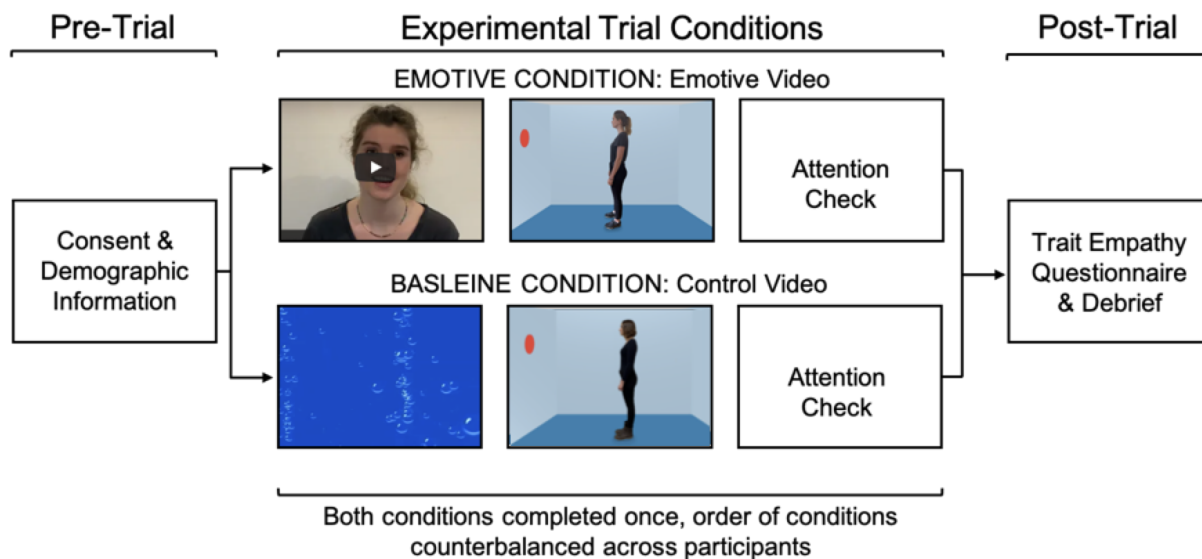 Pre-Trial
Experimental Trial Conditions
Post-Trial
EMOTIVE CONDITION: Emotive Video
Attention
Check
Consent &
Demographic
Information
Trait Empathy
Questionnaire
& Debrief
BASLEINE CONDITION: Control Video
Attention
Check
Both conditions completed once, order of conditions
counterbalanced across participants